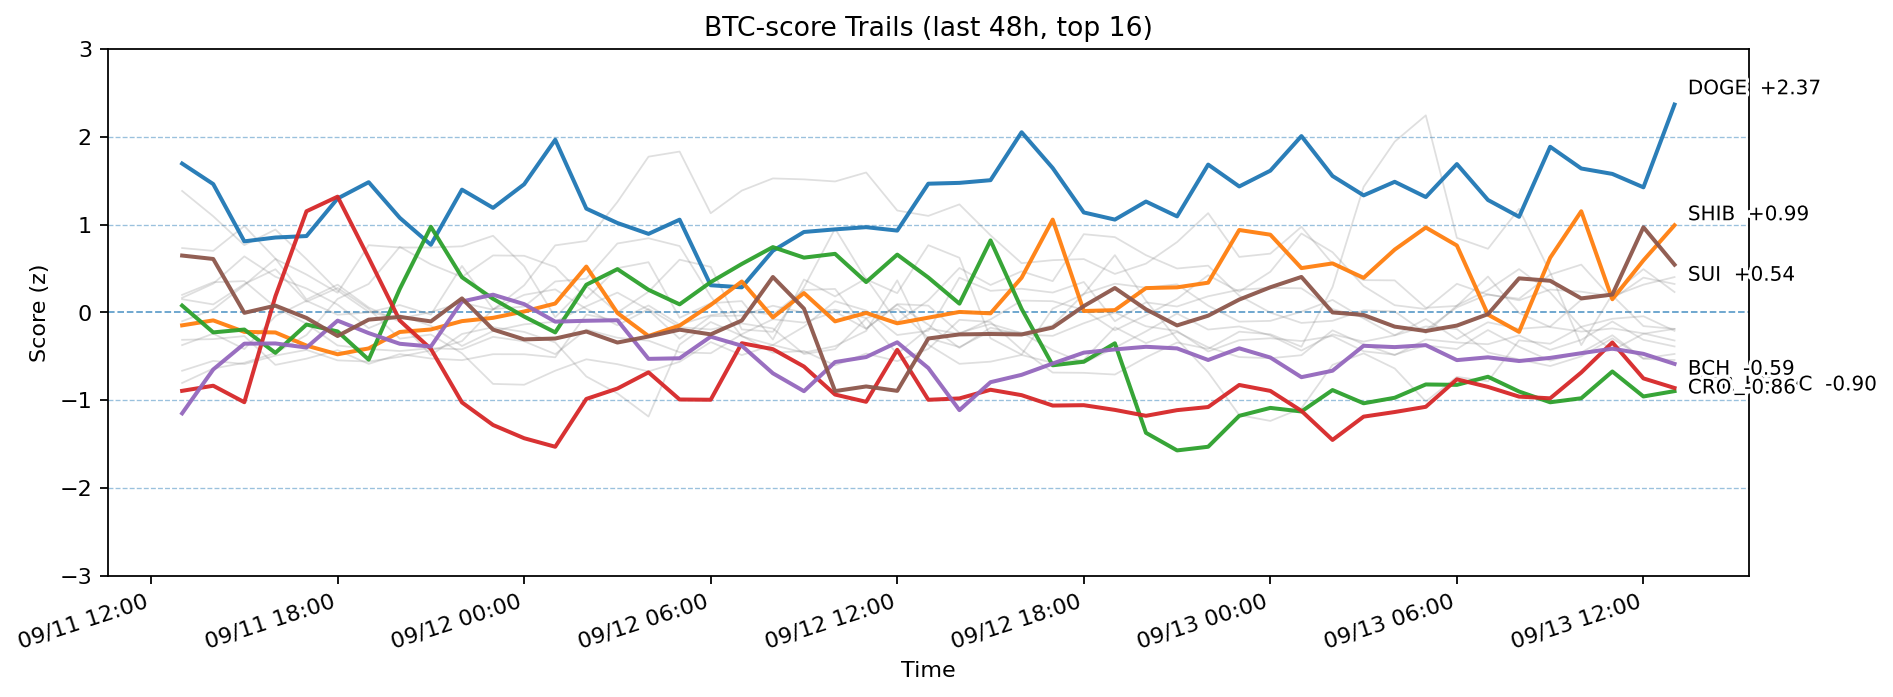 BTC-score Trails (last 48h, top 16)
Score (z)
3
2
1
0
−1
−2
−3
DOGE +2.37
SHIB +0.99
SUI +0.54
BCH -0.59
CRO -0.86
C -0.90
09/11 12:00
09/11 18:00
09/12 00:00
09/12 06:00
09/12 12:00
09/12 18:00
09/13 00:00
09/13 06:00
09/13 12:00
Time